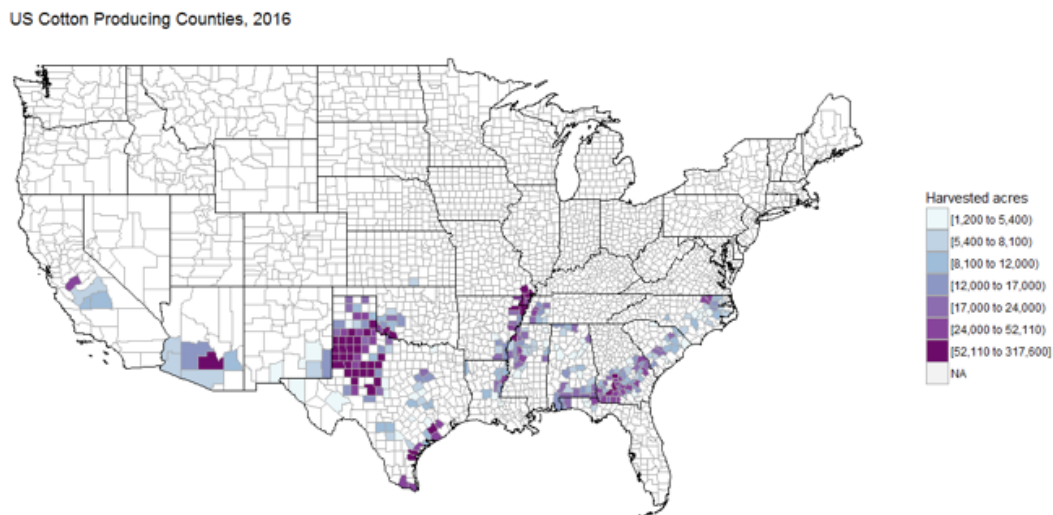 US Cotton Producing Counties, 2016
Harvested acres
[1,200 to 5,400)
[5,400 to 8,100)
[8,100 to 12,000)
[12,000 to 17,000)
[17,000 to 24,000)
[24,000 to 52,110)
[52,110 to 317,600]
NA